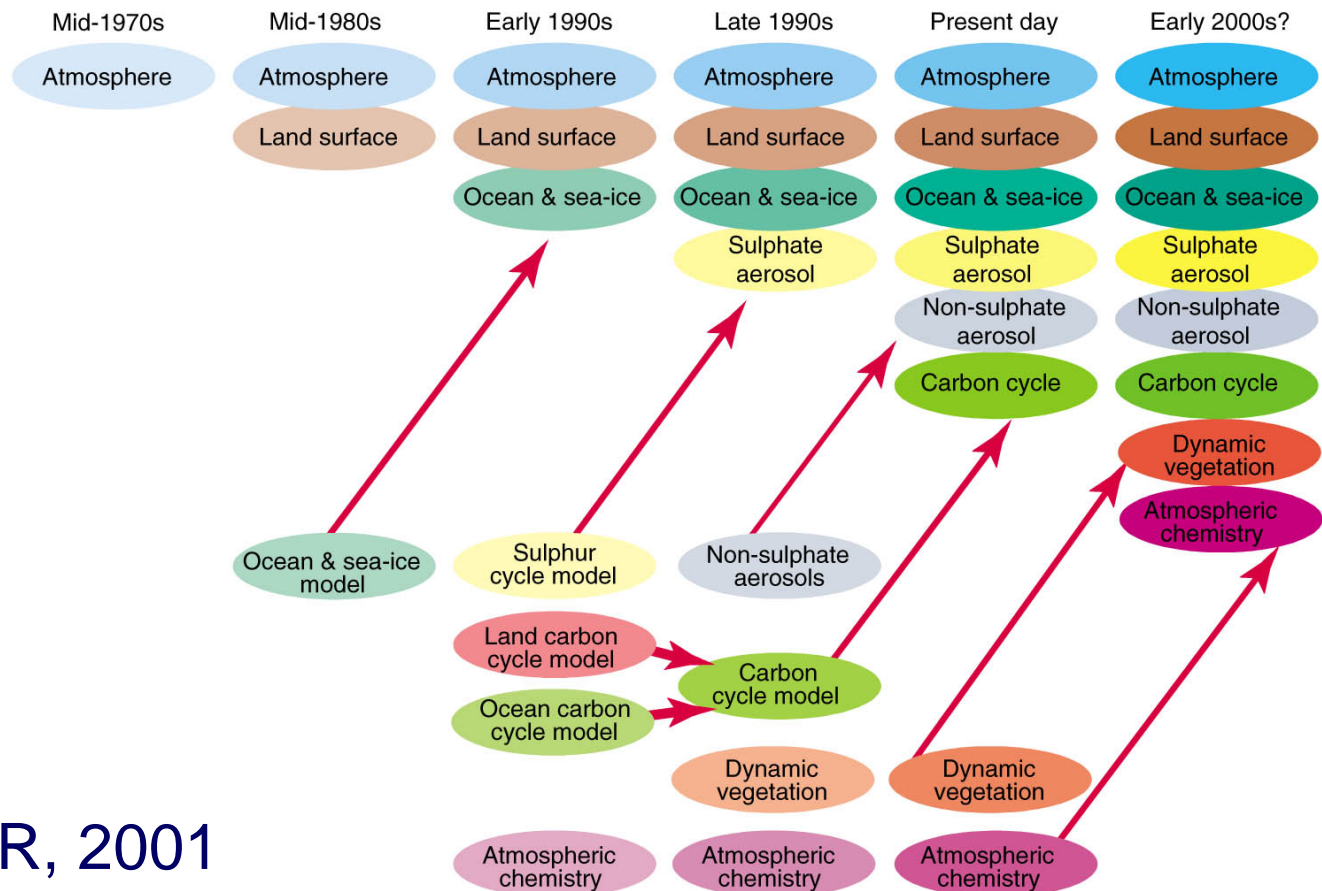 Mid-1970s
Mid-1980s
Early 1990s
Late 1990s
Present day
Early 2000s?
Atmosphere
Atmosphere
Atmosphere
Atmosphere
Atmosphere
Atmosphere
Land surface
Land surface
Land surface
Land surface
Land surface
Ocean & sea-ice
Ocean & sea-ice
Ocean & sea-ice
Ocean & sea-ice
Sulphate
aerosol
Sulphate
aerosol
Sulphate
aerosol
Non-sulphate
aerosol
Non-sulphate
aerosol
Carbon cycle
Carbon cycle
Dynamic
vegetation
Atmospheric
chemistry
Ocean & sea-ice
model
Sulphur
cycle model
Non-sulphate
aerosols
Land carbon
cycle model
Carbon
cycle model
Ocean carbon
cycle model
Dynamic
vegetation
Dynamic
vegetation
R, 2001
Atmospheric
chemistry
Atmospheric
chemistry
Atmospheric
chemistry